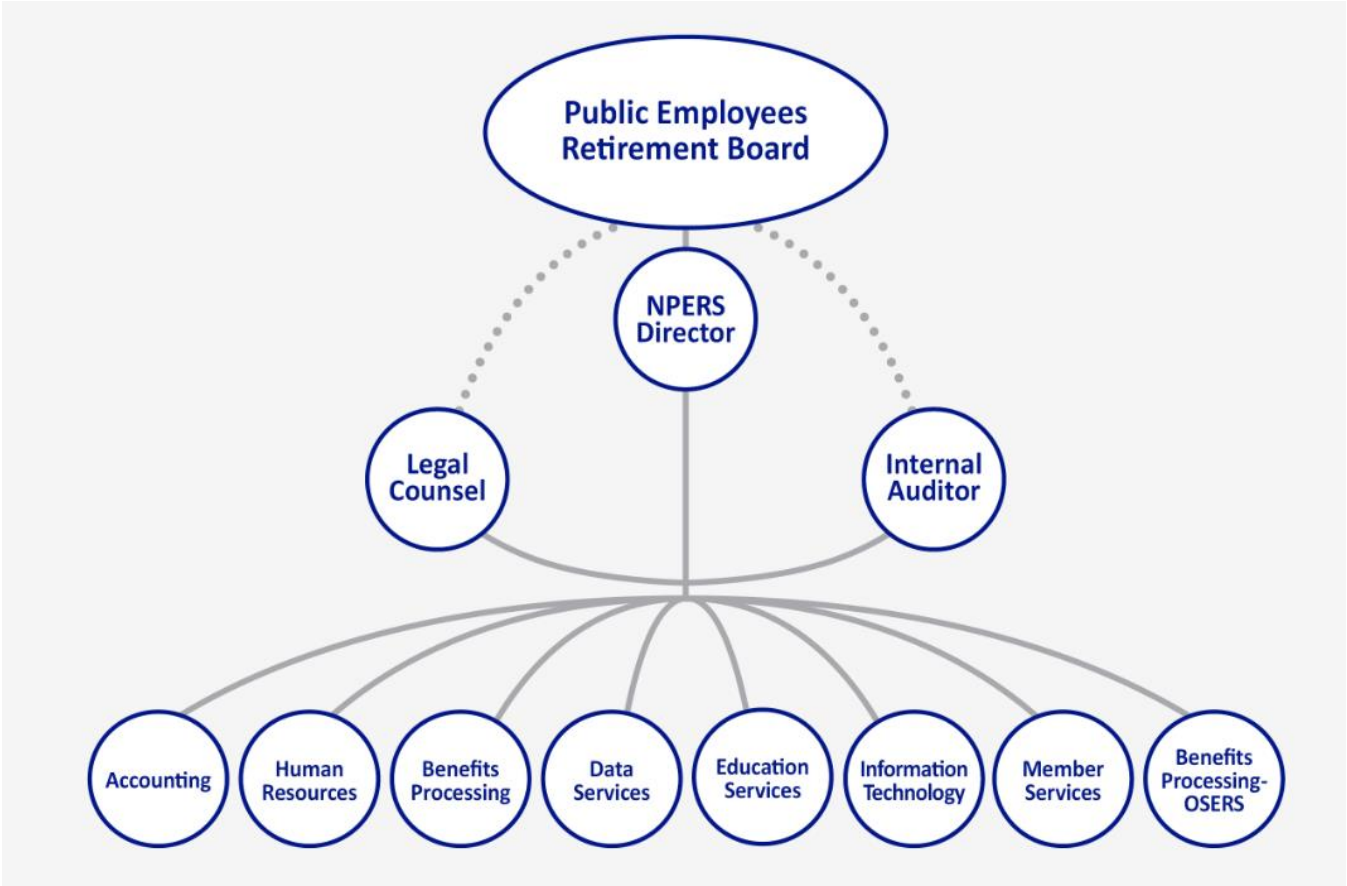 Public Employees
Retirement Board
NPERS
Director
Legal
Counsel
Internal
Auditor
Accounting
Human
Resources
Benefits
Processing
Data
Services
Education
Services
Information
Technology
Member
Services
Benefits
Processing-
OSERS